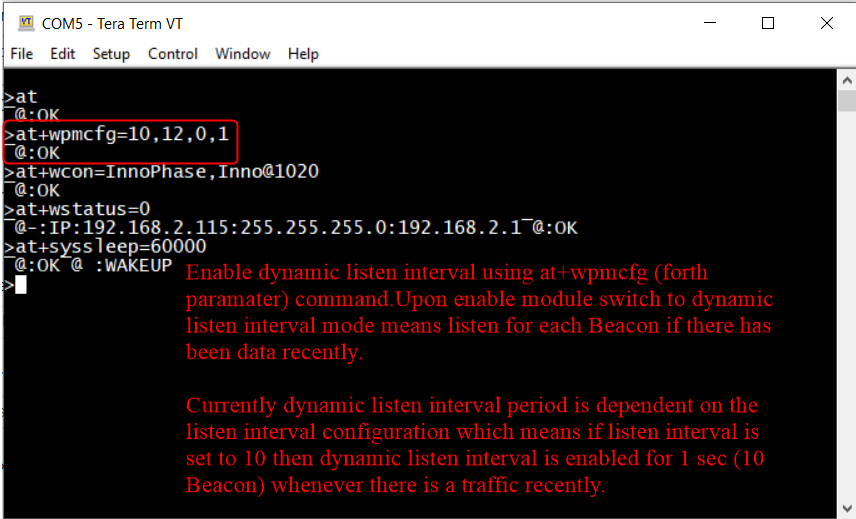 COM5 - Tera Term VT
File Edit Setup Control Window Help
>at
@:OK
>at+wpmcfg=10,12,0,1
@:OK
>at+wcon=InnoPhase,Inno@1020
@:OK
>at+wstatus=0
@-:IP:192.168.2.115:255.255.255.0:192.168.2.1 @:OK
>at+syssleep=60000
@:OK @ :WAKEUP
>
Enable dynamic listen interval using at+wpmcfg (forth
paramater) command.Upon enable module switch to dynamic
listen interval mode means listen for each Beacon if there has
been data recently.
Currently dynamic listen interval period is dependent on the
listen interval configuration which means if listen interval is
set to 10 then dynamic listen interval is enabled for 1 sec (10
Beacon) whenever there is a traffic recently.